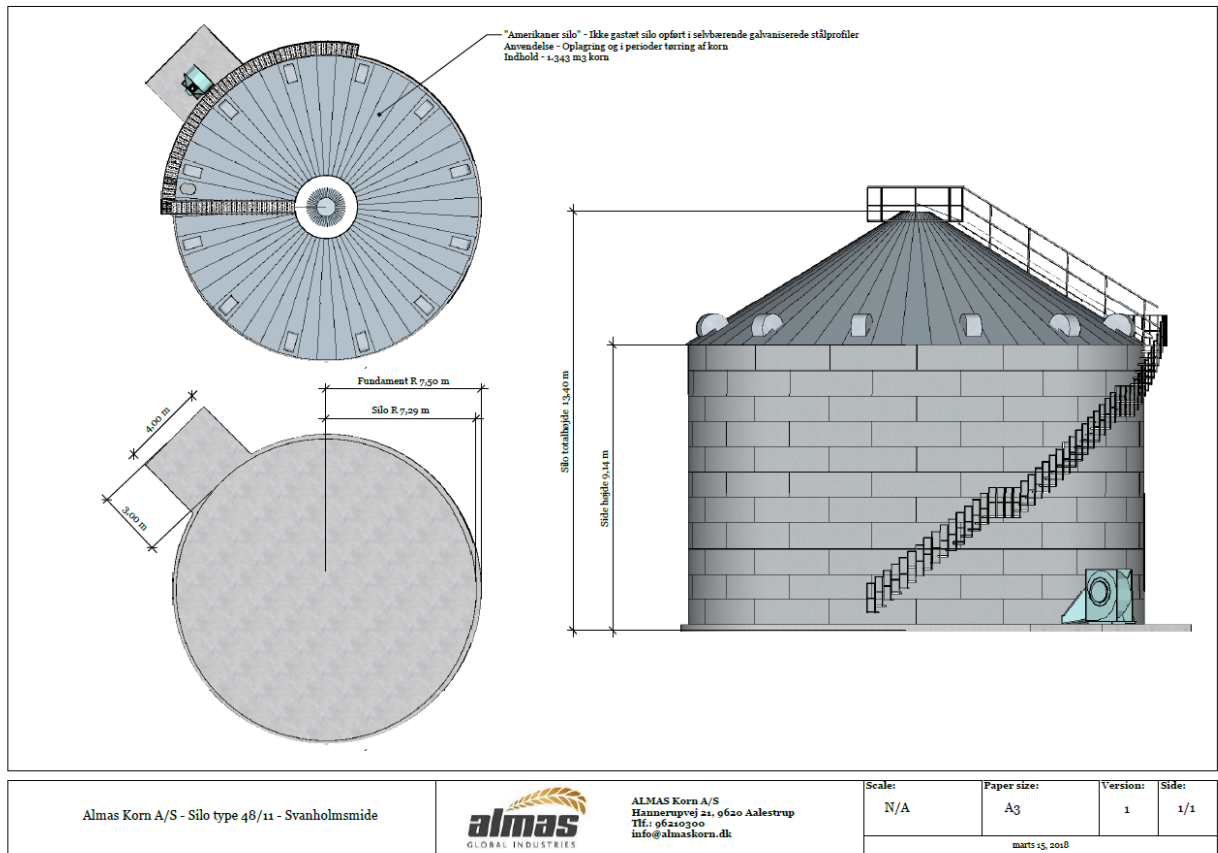 "Amerikaner silo" - Ikke gastæt silo opført i selvbærende galvaniserede stålprofiler
Anvendelse - Oplagring og i perioder tørring af korn
Indhold - 1.343 m3 korn
Fundament R 7,50 m
Silo R 7,29 m
4,00 m
3,00 m
Silo totalhøjde 13,40 m
Side højde 9,14 m
Almas Korn A/S - Silo type 48/11 - Svanholmsmide
almas
GLOBAL INDUSTRIES
ALMAS Korn A/S
Hannerupvej 21, 9620 Aalestrup
Tlf.: 96210300
info@almaskorn.dk
Scale:
N/A
Paper size:
A3
Version:
1
Side:
1/1
marts 15, 2018